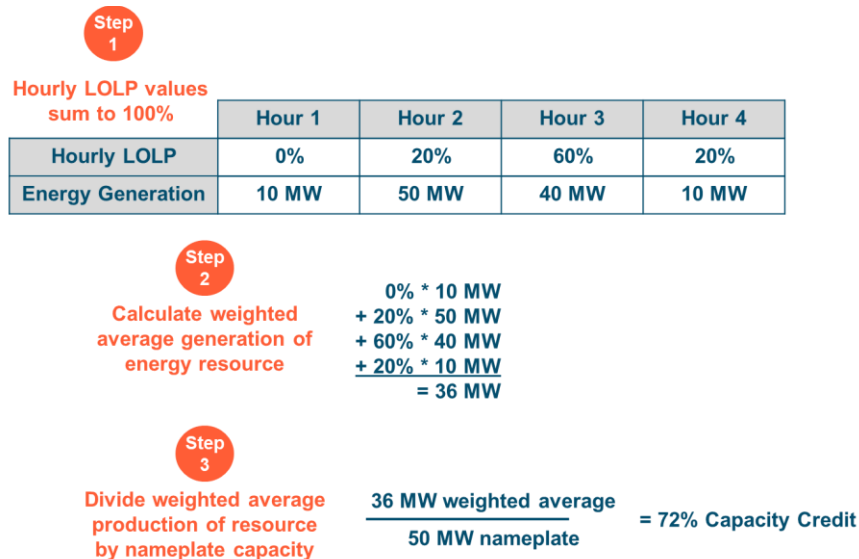 Step
1
Hourly LOLP values
sum to 100%
Hour 1 Hour 2 Hour 3 Hour 4
Hourly LOLP 0% 20% 60% 20%
Energy Generation 10 MW 50 MW 40 MW 10 MW
Step
2
Calculate weighted
average generation of
energy resource
0% * 10 MW
+ 20% * 50 MW
+ 60% * 40 MW
+ 20% * 10 MW
= 36 MW
Step
3
Divide weighted average
production of resource
by nameplate capacity
36 MW weighted average
50 MW nameplate
= 72% Capacity Credit